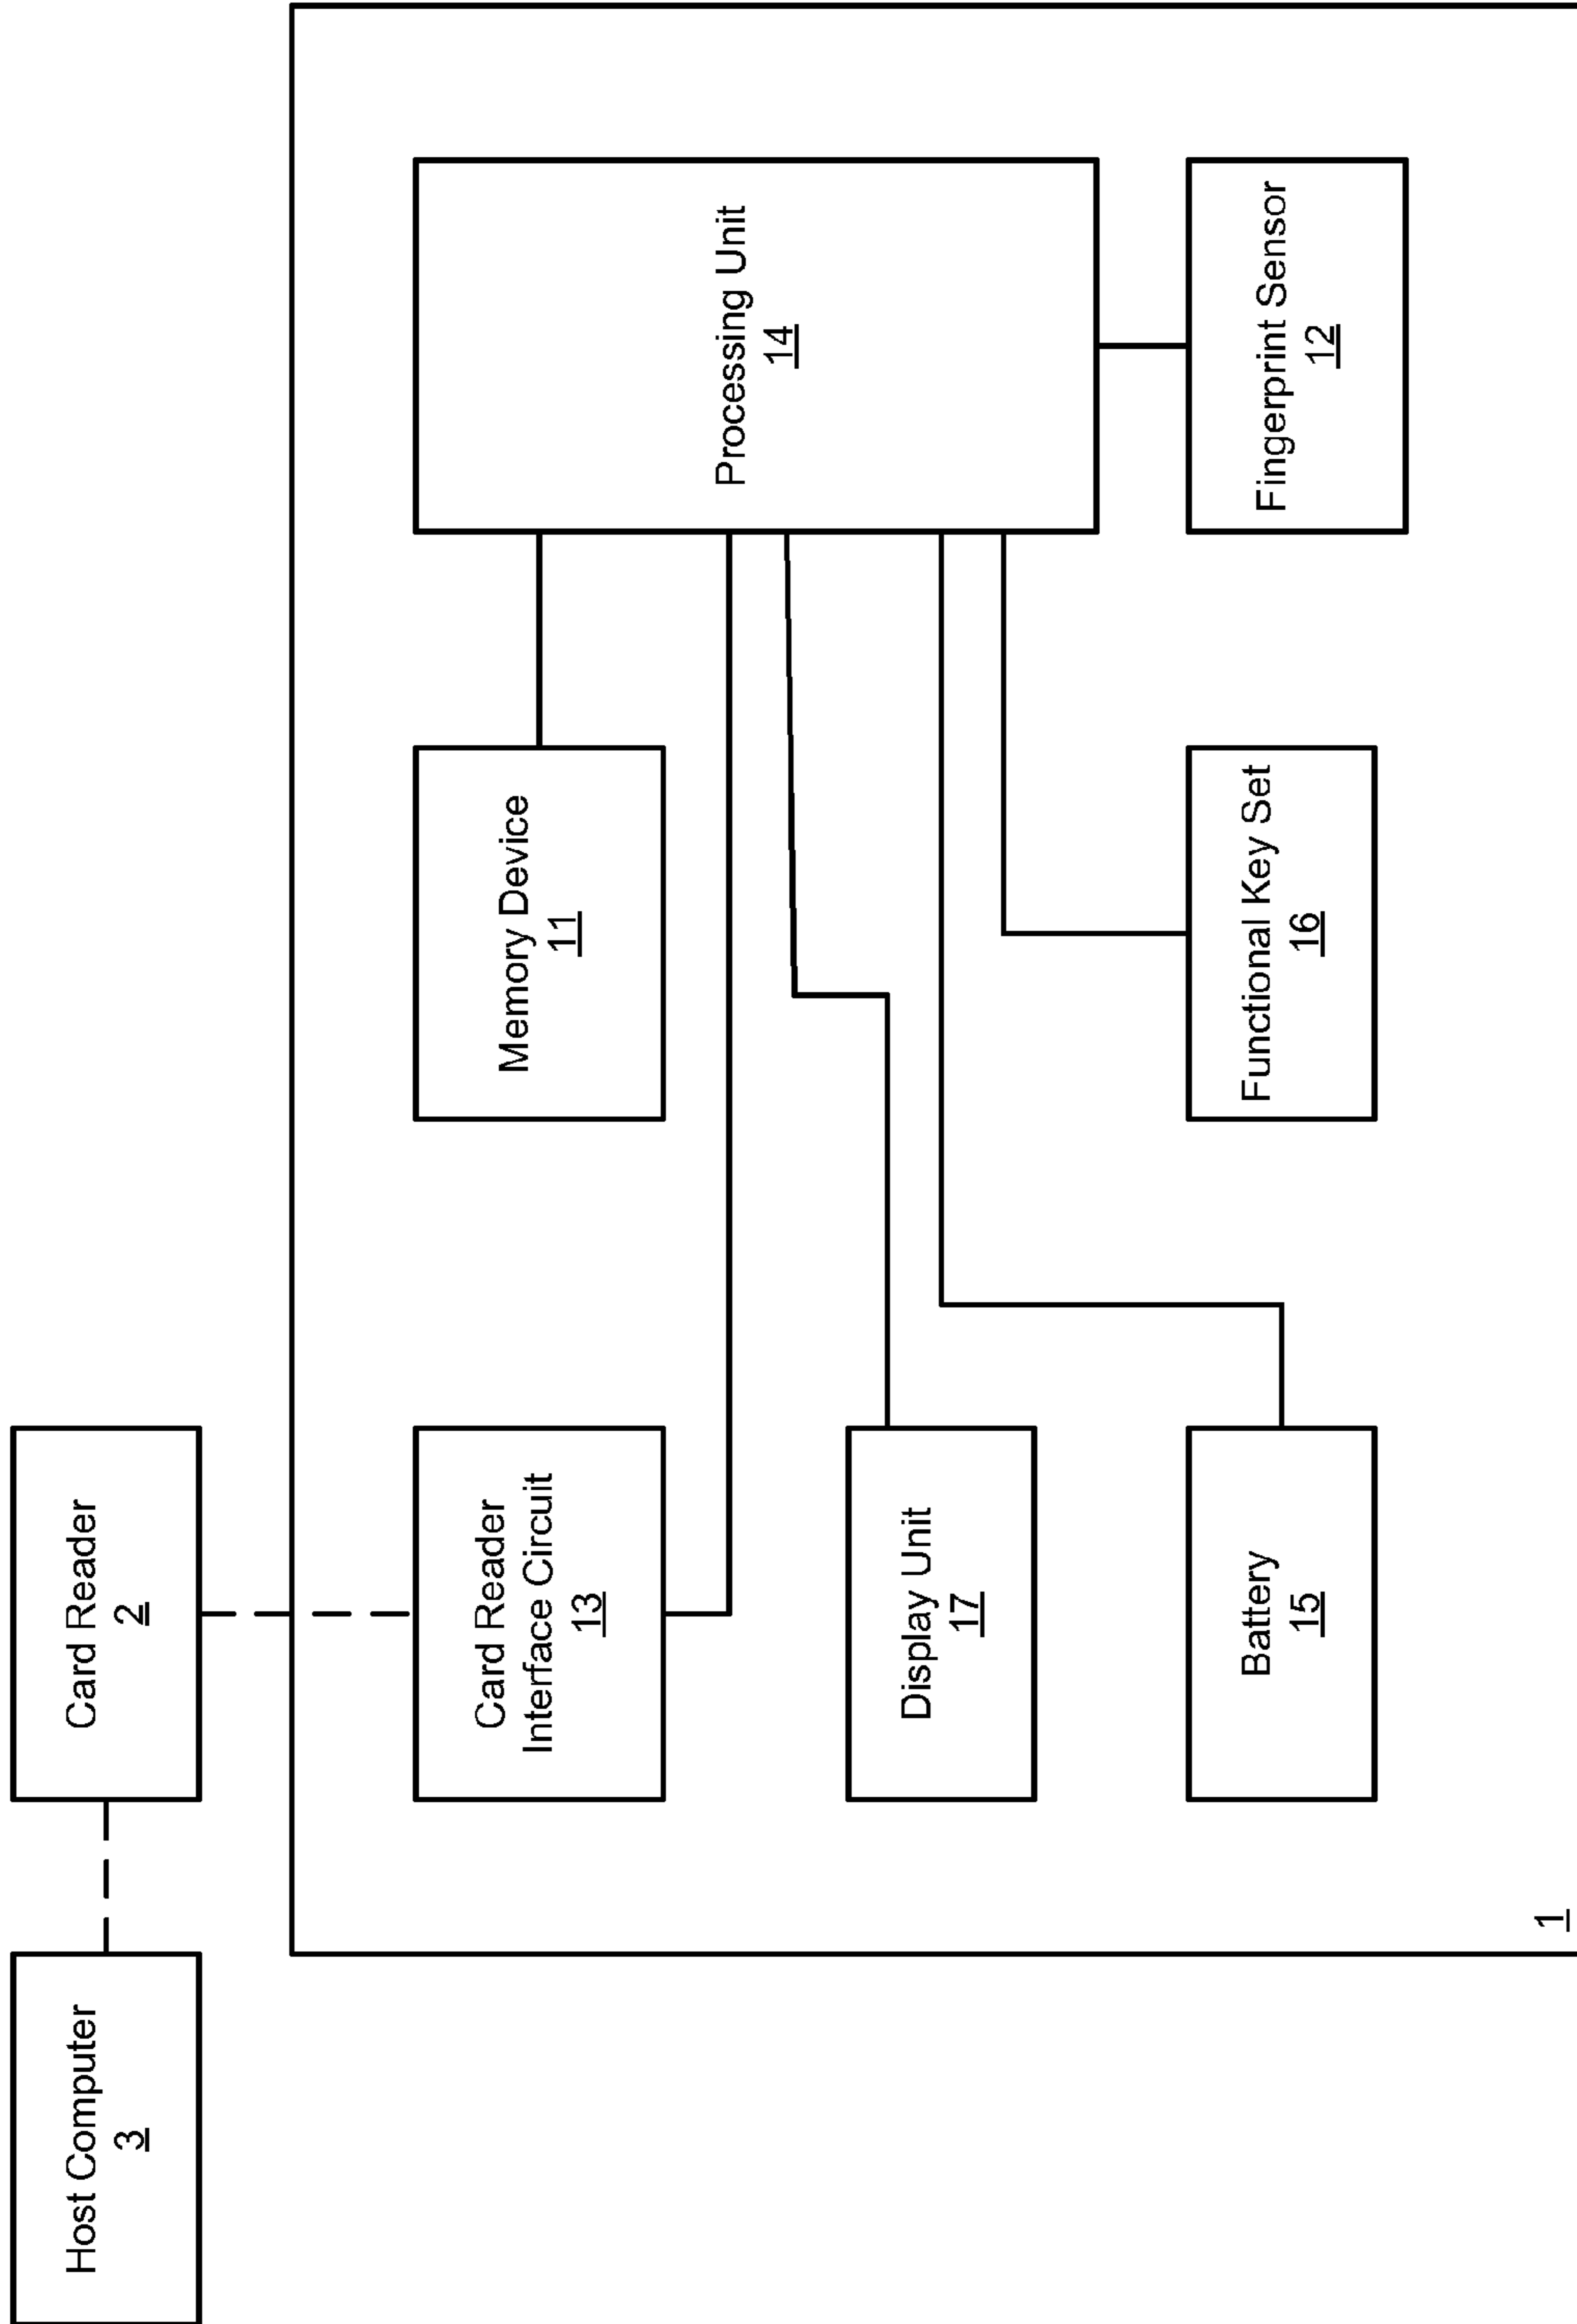 Host Computer
3
Card Reader
2
Card Reader
Interface Circuit
13
Memory Device
11
Processing Unit
14
Display Unit
17
Battery
15
Functional Key Set
16
Fingerprint Sensor
12
1